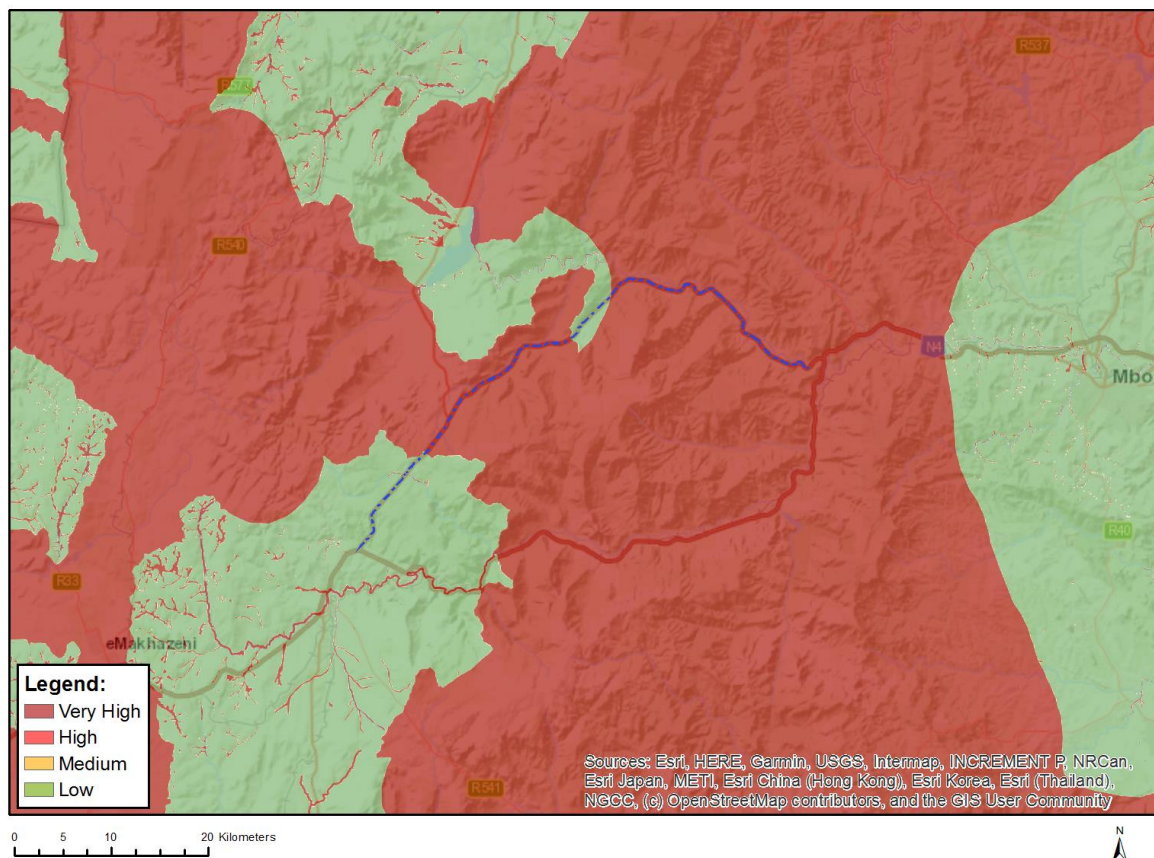 R537
R577
R540
N4
Mbo
R40
R33
eMakhazeni
Legend:
Very High
High
Medium
Low
Sources: Esri, HERE, Garmin, USGS, Intermap, INCREMENT P, NRCan,
Esri Japan, METI, Esri China (Hong Kong), Esri Korea, Esri (Thailand),
NGCC, (c) OpenStreetMap contributors, and the GIS User Community
R541
0 5 10 20 Kilometers
N